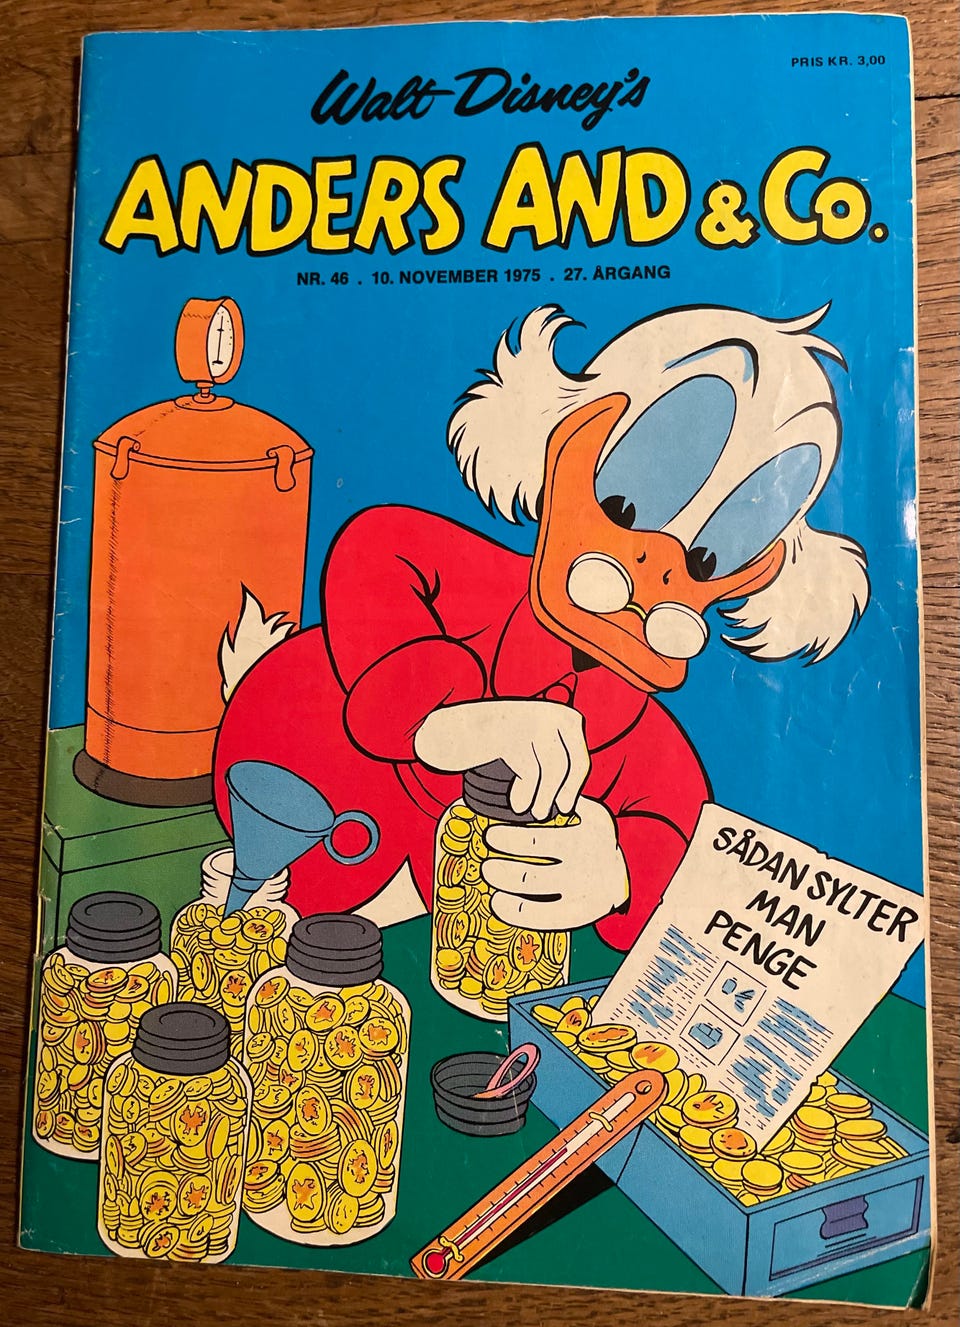 PRIS KR. 3,00
Walt Disney's
ANDERS AND & Co.
NR. 46 . 10. NOVEMBER 1975 . 27. ÅRGANG
SÅDAN SYLTER
MAN
PENGE